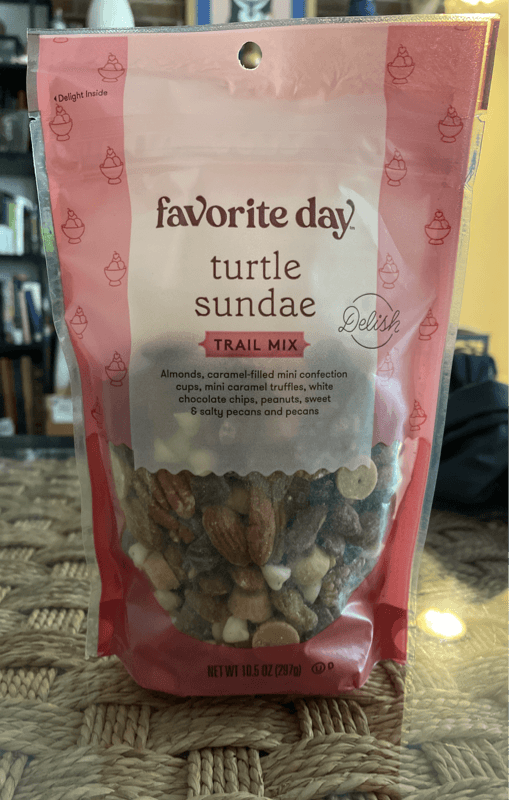 Delight Inside
favorite day™
turtle
sundae
TRAIL MIX
Delish
Almonds, caramel-filled mini confection
cups, mini caramel truffles, white
chocolate chips, peanuts, sweet
& salty pecans and pecans
NET WT 10.5 OZ (297g) Ⓤ D